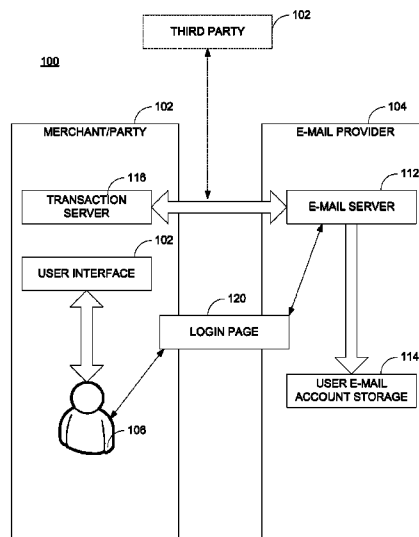 102
THIRD PARTY
100
102
104
MERCHANT/PARTY
E-MAIL PROVIDER
116
112
TRANSACTION
SERVER
E-MAIL SERVER
102
USER INTERFACE
120
LOGIN PAGE
114
USER E-MAIL
ACCOUNT STORAGE
106